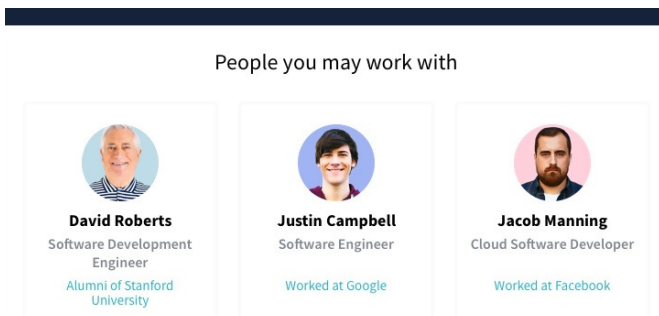 People you may work with
David Roberts
Software Development
Engineer
Alumni of Stanford
University
Justin Campbell
Software Engineer
Worked at Google
Jacob Manning
Cloud Software Developer
Worked at Facebook